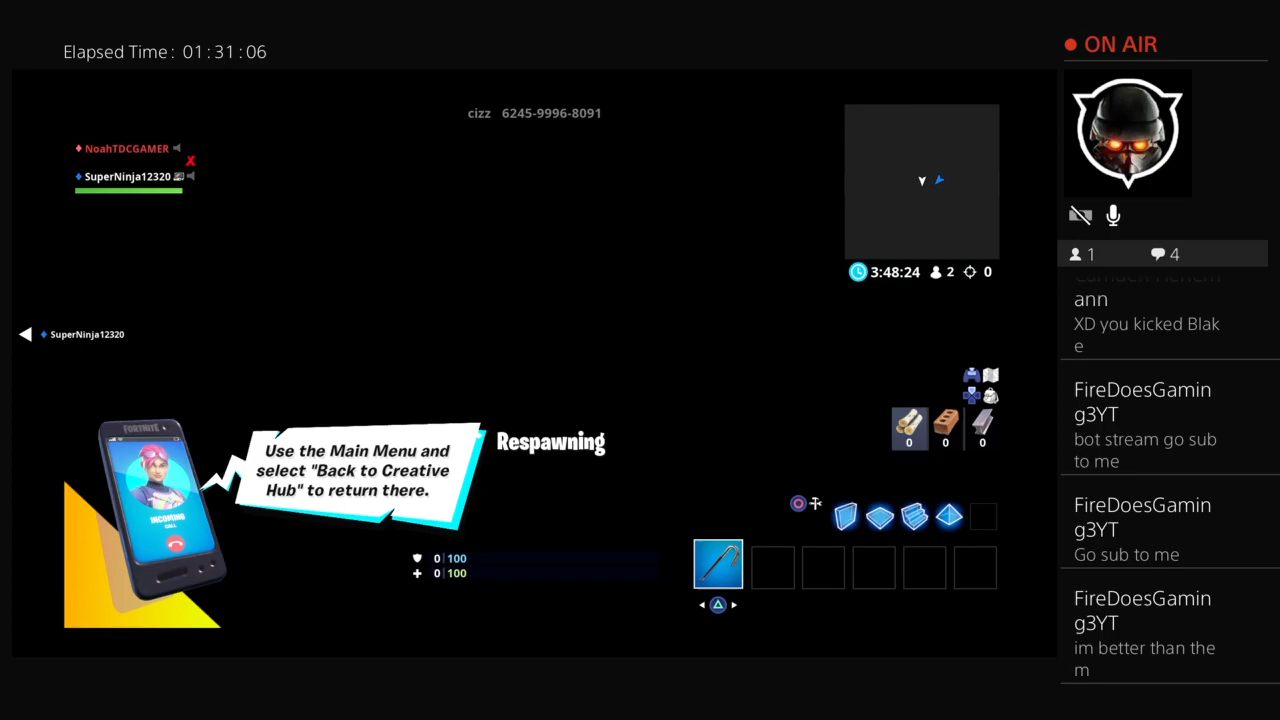 Elapsed Time: 01:31:06
ON AIR
cizz 6245-9996-8091
NoahTDCGAMER
X
SuperNinja12320
3:48:24 2 0
SuperNinja12320
FORTNITE
INCOMING
CALL
Use the Main Menu and
select "Back to Creative
Hub" to return there.
Respawning
0 | 100
0 | 100
0 0 0
1 4
ann
XD you kicked Blak
e
FireDoesGamin
g3YT
bot stream go sub
to me
FireDoesGamin
g3YT
Go sub to me
FireDoesGamin
g3YT
im better than the
m